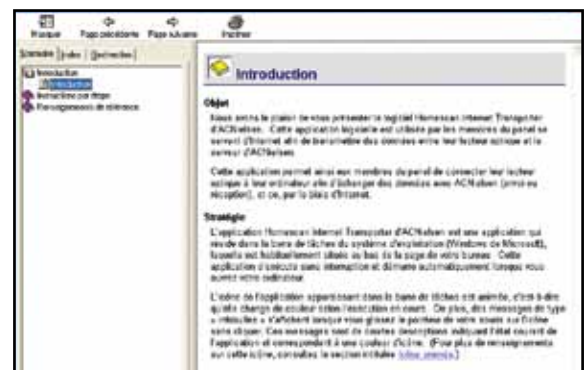 Masquer Page précédente Page suivante Imprimer
Sommaire Index Recherche
Introduction
Introduction
Instructions par étape
Renseignements de référence
Introduction
Objet
Nous avons le plaisir de vous présenter le logiciel Homescan Internet Transporter
d'ACNielsen. Cette application logicielle est utilisée par les membres du panel se
servant d'Internet afin de transmettre des données entre leur lecteur optique et le
serveur d'ACNielsen.
Cette application permet ainsi aux membres du panel de connecter leur lecteur
optique à leur ordinateur afin d'échanger des données avec ACNielsen (envoi ou
réception), et ce, par le biais d'Internet.
Stratégie
L'application Homescan Internet Transporter d'ACNielsen est une application qui
réside dans la barre de tâches du système d'exploitation (Windows de Microsoft),
laquelle est habituellement située au bas de la page de votre bureau. Cette
application s'exécute sans interruption et démarre automatiquement lorsque vous
ouvrez votre ordinateur.
L'icône de l'application apparaissant dans la barre de tâches est animée, c'est-à-dire
qu'elle change de couleur selon l'exécution en cours. De plus, des messages de type
« infobulles » s'affichent lorsque vous glissez le pointeur de votre souris sur l'icône
sans cliquer. Ces messages sont de courtes descriptions indiquant l'état courant de
l'application et correspondent à une couleur d'icône. (Pour plus de renseignements
sur cette icône, consultez la section intitulée Icône animée.)